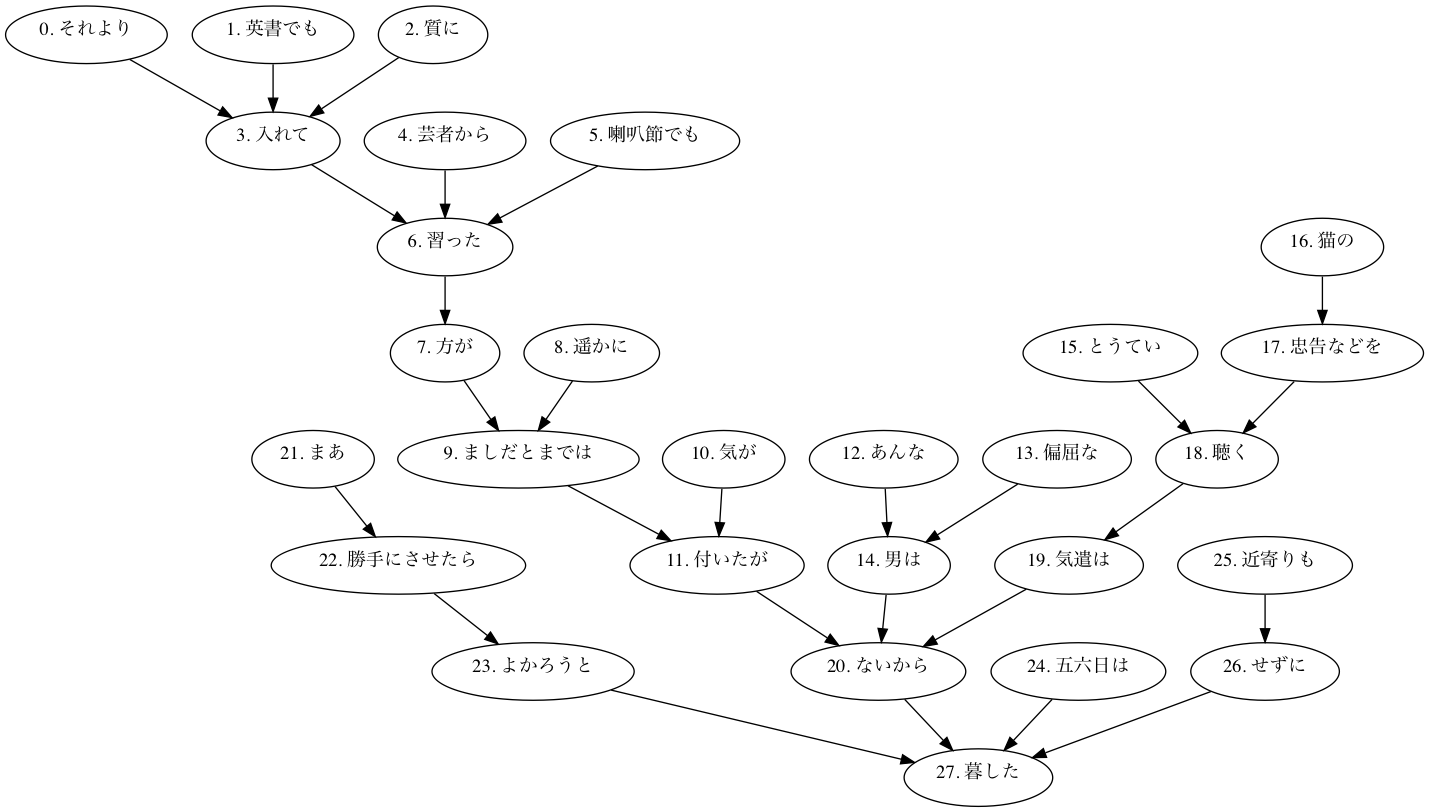 0. それより
1. 英書でも
2. 質に
3. 入れて
4. 芸者から
5. 喇叭節でも
6. 習った
16. 猫の
7. 方が
8. 遥かに
15. とうてい
17. 忠告などを
21. まあ
9. ましだとまでは
10. 気が
12. あんな
13. 偏屈な
18. 聴く
22. 勝手にさせたら
11. 付いたが
14. 男は
19. 気遣は
25. 近寄りも
23. よかろうと
20. ないから
24. 五六日は
26. せずに
27. 暮した